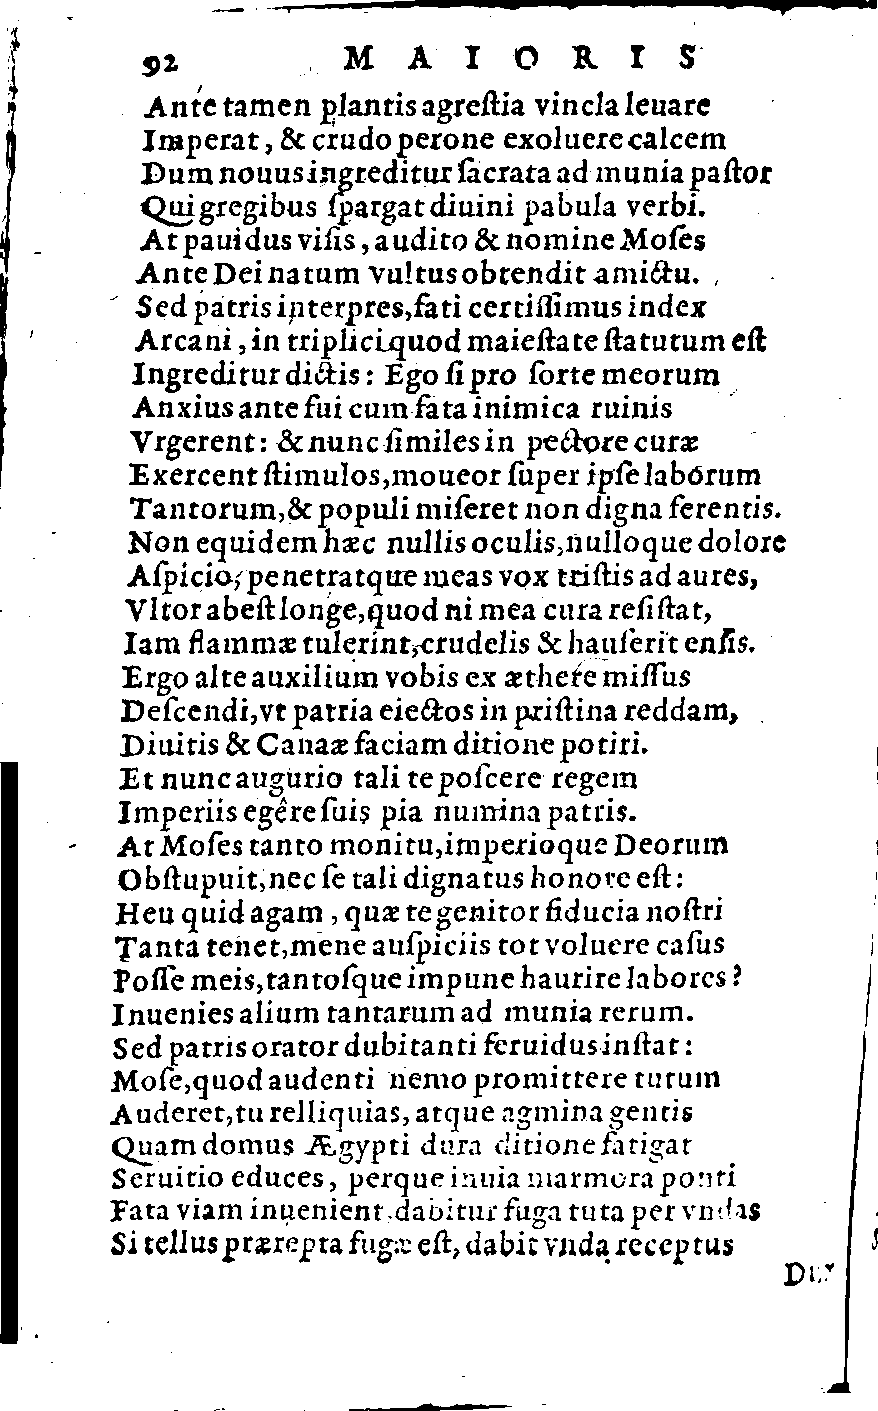 92 MAIORIS
Ante tamen plantis agreſtia vincla leuare
Imperat, & crudo perone exoluere calcem
Dum nouus ingreditur ſacrata ad munia paſtor
Qui gregibus ſpargat diuini pabula verbi.
At pauidus viſis, audito & nomine Moſes
Ante Dei natum vultus obtendit amictu.
Sed patris interpres, fati certiſſimus index
Arcani, in triplici quod maieſtate ſtatutum eſt
Ingreditur dictis: Ego ſi pro ſorte meorum
Anxius ante fui cum fata inimica ruinis
Vrgerent: & nunc ſimiles in pectore curæ
Exercent ſtimulos, moueor ſuper ipſe labórum
Tantorum, & populi miſeret non digna ferentis.
Non equidem hæc nullis oculis, nulloque dolore
Aſpicio, penetratque meas vox triſtis ad aures,
Vltor abeſt longe, quod ni mea cura reſiſtat,
Iam flammæ tulerint, crudelis & hauſerit enſis.
Ergo alte auxilium vobis ex æthere miſſus
Deſcendi, vt patria eiectos in priſtina reddam,
Diuitis & Canaæ faciam ditione potiri.
Et nunc augurio tali te poſcere regem
Imperiis egêre ſuis pia numina patris.
At Moſes tanto monitu, imperioque Deorum
Obſtupuit, nec ſe tali dignatus honore eſt:
Heu quid agam, quæ te genitor fiducia noſtri
Tanta tenet, mene auſpiciis tot voluere caſus
Poſſe meis, tantoſque impune haurire labores?
Inuenies alium tantarum ad munia rerum.
Sed patris orator dubitanti feruidus inſtat:
Moſe, quod audenti nemo promittere tutum
Auderet, tu relliquias, atque agmina gentis
Quam domus Ægypti dura ditione fatigat
Seruitio educes, perque inuia marmora ponti
Fata viam inuenient, dabitur fuga tuta per vndas
Si tellus prærepta fugæ eſt, dabit vnda receptus